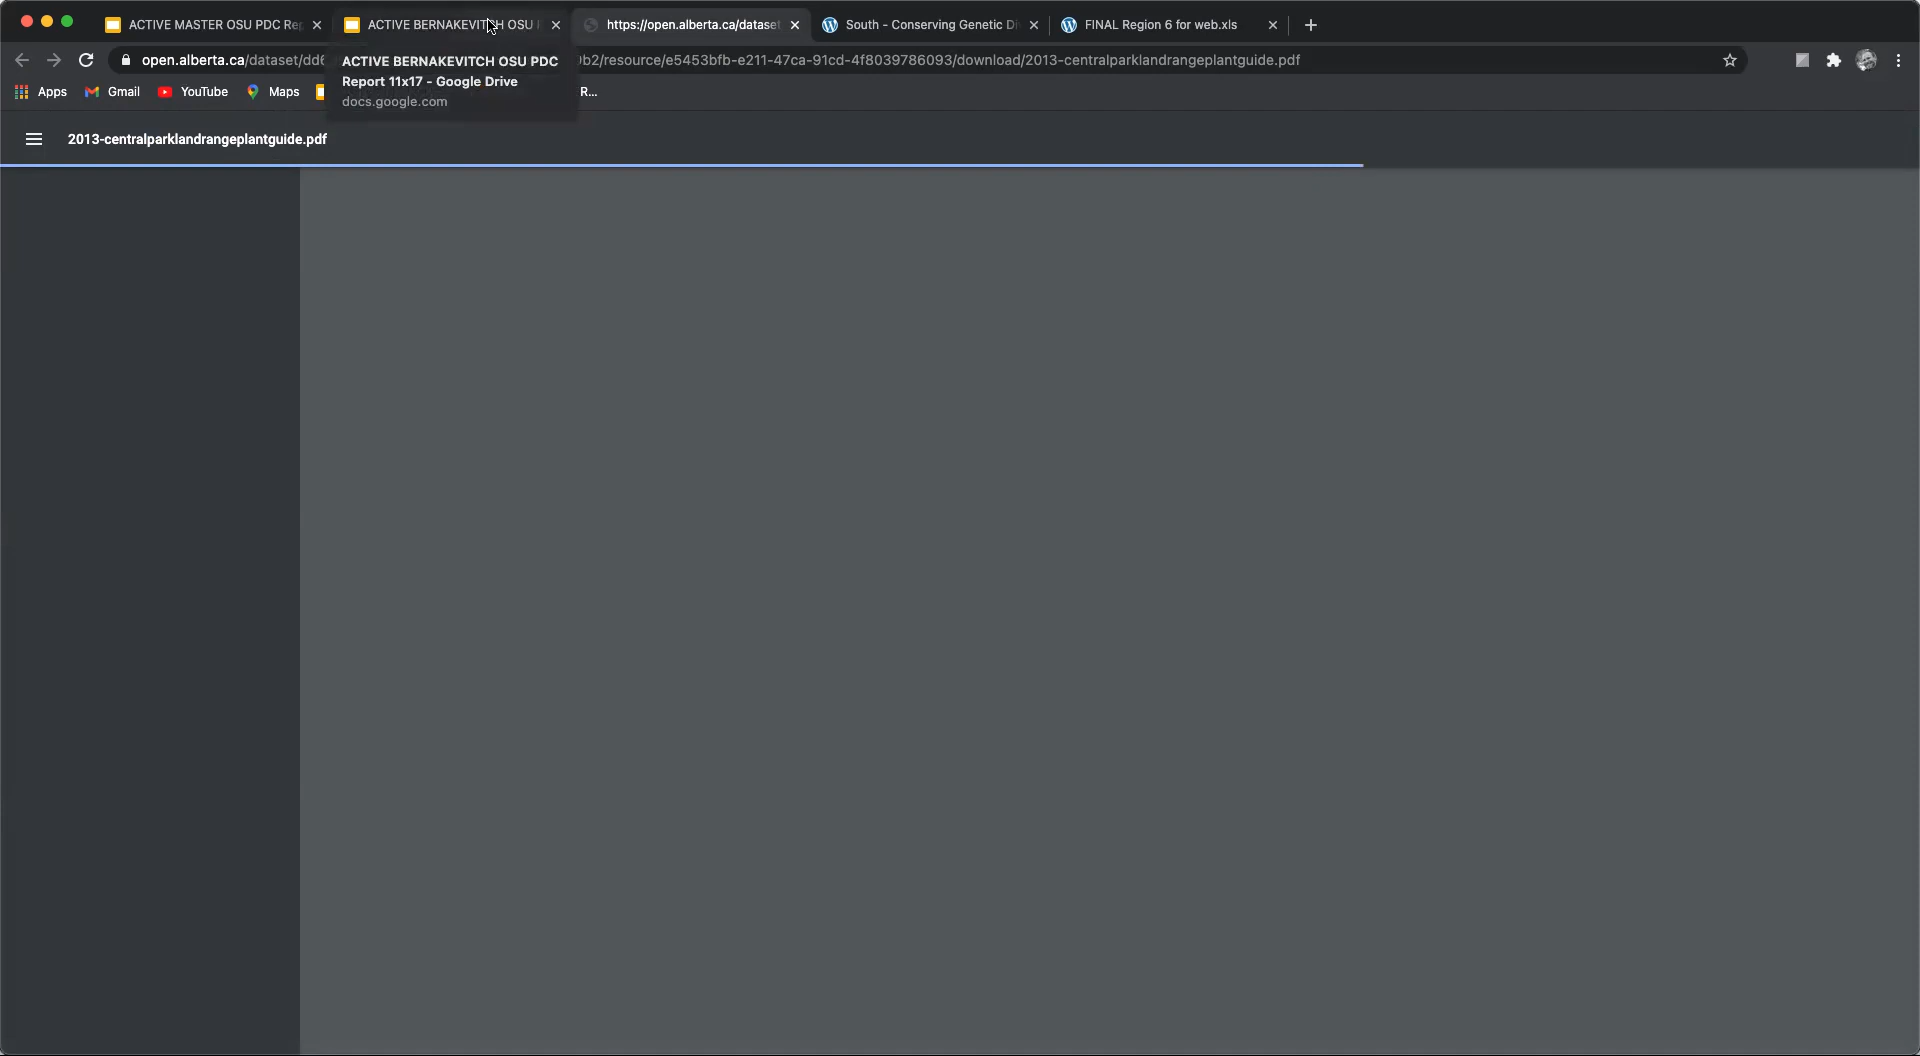 ACTIVE MASTER OSU PDC Re
ACTIVE BERNAKEVITCH OSU
https://open.alberta.ca/dataset
South - Conserving Genetic Di
FINAL Region 6 for web.xls
open.alberta.ca/dataset/dd6
b2/resource/e5453bfb-e211-47ca-91cd-4f8039786093/download/2013-centralparklandrangeplantguide.pdf
ACTIVE BERNAKEVITCH OSU PDC
Report 11x17 - Google Drive
docs.google.com
Apps
Gmail
YouTube
Maps
R...
2013-centralparklandrangeplantguide.pdf